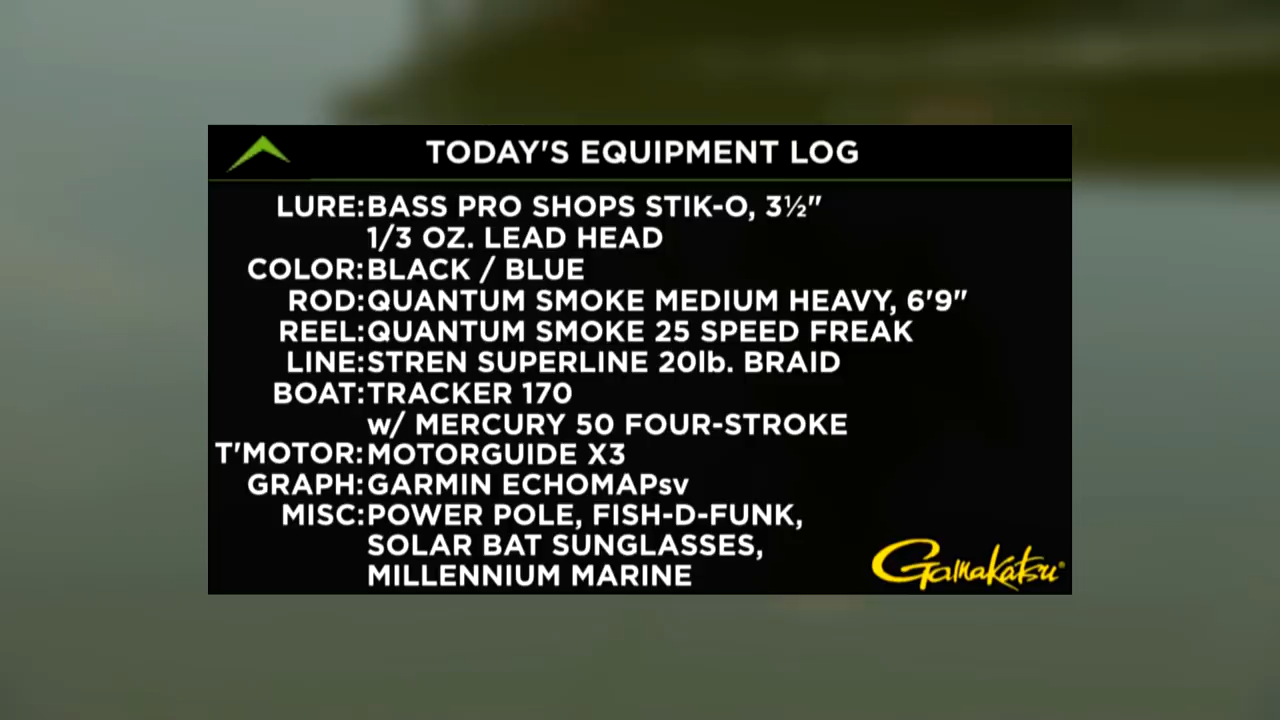 TODAY'S EQUIPMENT LOG
LURE: BASS PRO SHOPS STIK-O, 3½"
1/3 OZ. LEAD HEAD
COLOR: BLACK / BLUE
ROD: QUANTUM SMOKE MEDIUM HEAVY, 6'9"
REEL: QUANTUM SMOKE 25 SPEED FREAK
LINE: STREN SUPERLINE 20lb. BRAID
BOAT: TRACKER 170
w/ MERCURY 50 FOUR-STROKE
T'MOTOR: MOTORGUIDE X3
GRAPH: GARMIN ECHOMAPsv
MISC: POWER POLE, FISH-D-FUNK,
SOLAR BAT SUNGLASSES,
MILLENNIUM MARINE
Gamakatsu®